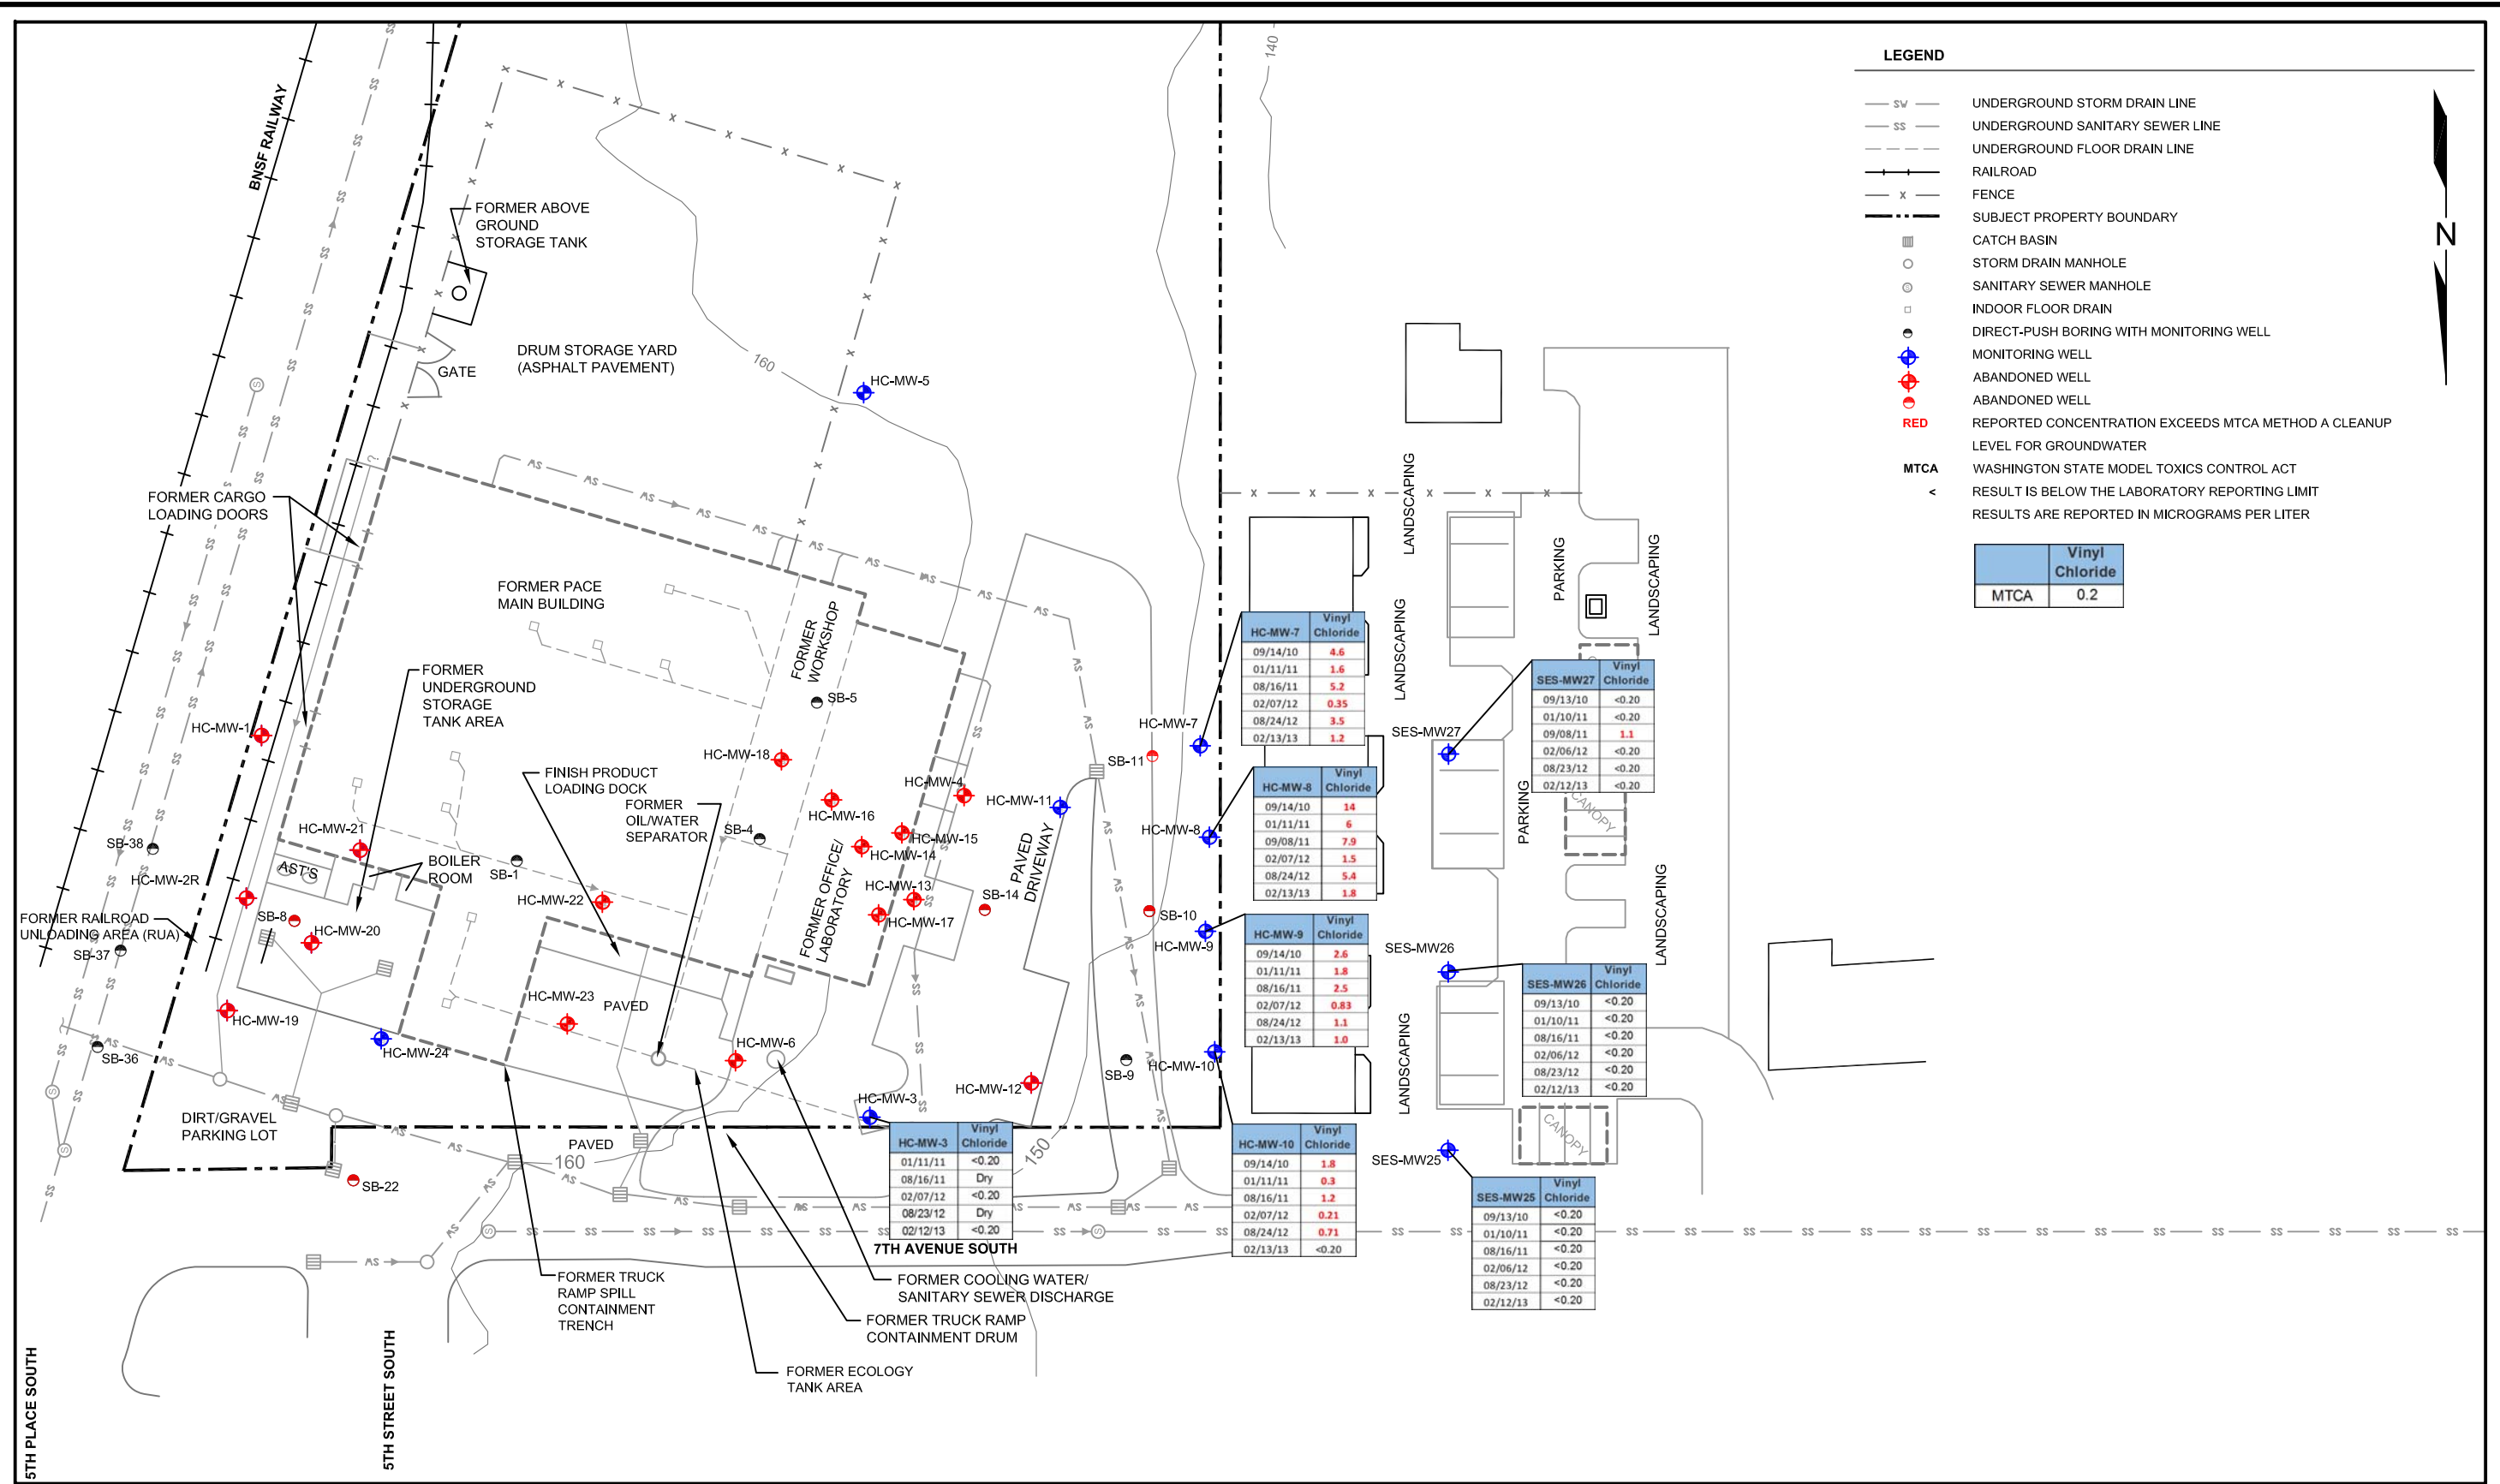 LEGEND
SW UNDERGROUND STORM DRAIN LINE
SS UNDERGROUND SANITARY SEWER LINE
UNDERGROUND FLOOR DRAIN LINE
RAILROAD
X FENCE
SUBJECT PROPERTY BOUNDARY
CATCH BASIN
STORM DRAIN MANHOLE
S SANITARY SEWER MANHOLE
INDOOR FLOOR DRAIN
DIRECT-PUSH BORING WITH MONITORING WELL
MONITORING WELL
ABANDONED WELL
ABANDONED WELL
RED REPORTED CONCENTRATION EXCEEDS MTCA METHOD A CLEANUP
LEVEL FOR GROUNDWATER
MTCA WASHINGTON STATE MODEL TOXICS CONTROL ACT
< RESULT IS BELOW THE LABORATORY REPORTING LIMIT
RESULTS ARE REPORTED IN MICROGRAMS PER LITER
Vinyl
Chloride
MTCA 0.2
N
BNSF RAILWAY
140
FORMER ABOVE
GROUND
STORAGE TANK
DRUM STORAGE YARD
(ASPHALT PAVEMENT)
GATE
160
HC-MW-5
FORMER CARGO
LOADING DOORS
?
FORMER PACE
MAIN BUILDING
FORMER
WORKSHOP
FORMER
UNDERGROUND
STORAGE
TANK AREA
SB-5
HC-MW-1
HC-MW-18
HC-MW-7
SB-11
FINISH PRODUCT
LOADING DOCK
FORMER
OIL/WATER
SEPARATOR
HC-MW-4
HC-MW-11
HC-MW-16
HC-MW-21
SB-4
HC-MW-15
HC-MW-14
HC-MW-8
SB-38
BOILER
ROOM
AST'S
SB-1
HC-MW-2R
PAVED
DRIVEWAY
HC-MW-13
SB-14
HC-MW-22
FORMER OFFICE/
LABORATORY
HC-MW-17
SB-10
SB-8
FORMER RAILROAD
UNLOADING AREA (RUA)
HC-MW-20
HC-MW-9
SB-37
HC-MW-23
PAVED
HC-MW-19
HC-MW-24
HC-MW-6
SB-36
SB-9
HC-MW-10
HC-MW-12
HC-MW-3
DIRT/GRAVEL
PARKING LOT
PAVED
160
150
SB-22
7TH AVENUE SOUTH
FORMER TRUCK
RAMP SPILL
CONTAINMENT
TRENCH
FORMER COOLING WATER/
SANITARY SEWER DISCHARGE
FORMER TRUCK RAMP
CONTAINMENT DRUM
FORMER ECOLOGY
TANK AREA
5TH PLACE SOUTH
5TH STREET SOUTH
LANDSCAPING
LANDSCAPING
LANDSCAPING
PARKING
LANDSCAPING
PARKING
LANDSCAPING
CANOPY
CANOPY
SES-MW27
SES-MW26
SES-MW25
HC-MW-7 Vinyl Chloride
09/14/10 4.6
01/11/11 1.6
08/16/11 5.2
02/07/12 0.35
08/24/12 3.5
02/13/13 1.2
HC-MW-8 Vinyl Chloride
09/14/10 14
01/11/11 6
09/08/11 7.9
02/07/12 1.5
08/24/12 5.4
02/13/13 1.8
HC-MW-9 Vinyl Chloride
09/14/10 2.6
01/11/11 1.8
08/16/11 2.5
02/07/12 0.83
08/24/12 1.1
02/13/13 1.0
HC-MW-10 Vinyl Chloride
09/14/10 1.8
01/11/11 0.3
08/16/11 1.2
02/07/12 0.21
08/24/12 0.71
02/13/13 <0.20
HC-MW-3 Vinyl Chloride
01/11/11 <0.20
08/16/11 Dry
02/07/12 <0.20
08/23/12 Dry
02/12/13 <0.20
SES-MW27 Vinyl Chloride
09/13/10 <0.20
01/10/11 <0.20
09/08/11 1.1
02/06/12 <0.20
08/23/12 <0.20
02/12/13 <0.20
SES-MW26 Vinyl Chloride
09/13/10 <0.20
01/10/11 <0.20
08/16/11 <0.20
02/06/12 <0.20
08/23/12 <0.20
02/12/13 <0.20
SES-MW25 Vinyl Chloride
09/13/10 <0.20
01/10/11 <0.20
08/16/11 <0.20
02/06/12 <0.20
08/23/12 <0.20
02/12/13 <0.20